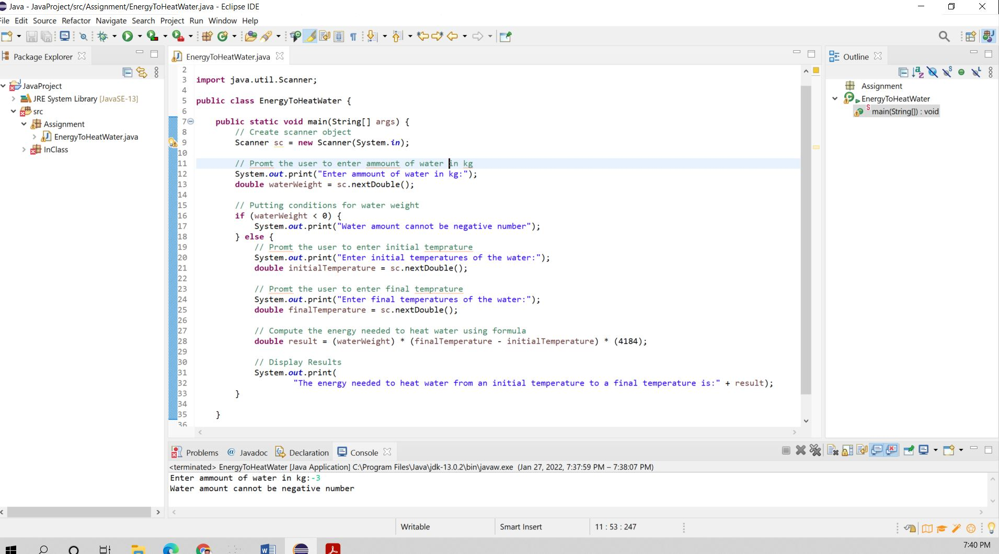 Java - JavaProject/src/Assignment/EnergyToHeatWater.java - Eclipse IDE
File Edit Source Refactor Navigate Search Project Run Window Help
Package Explorer
JavaProject
JRE System Library [JavaSE-13]
src
Assignment
EnergyToHeatWater.java
InClass
EnergyToHeatWater.java
2
3 import java.util.Scanner;
4
5 public class EnergyToHeatWater {
6
7 public static void main(String[] args) {
8 // Create scanner object
9 Scanner sc = new Scanner(System.in);
10
11 // Promt the user to enter ammount of water in kg
12 System.out.print("Enter ammount of water in kg:");
13 double waterWeight = sc.nextDouble();
14
15 // Putting conditions for water weight
16 if (waterWeight < 0) {
17 System.out.print("Water amount cannot be negative number");
18 } else {
19 // Promt the user to enter initial temprature
20 System.out.print("Enter initial temperatures of the water:");
21 double initialTemperature = sc.nextDouble();
22
23 // Promt the user to enter final temprature
24 System.out.print("Enter final temperatures of the water:");
25 double finalTemperature = sc.nextDouble();
26
27 // Compute the energy needed to heat water using formula
28 double result = (waterWeight) * (finalTemperature - initialTemperature) * (4184);
29
30 // Display Results
31 System.out.print(
32 "The energy needed to heat water from an initial temperature to a final temperature is:" + result);
33 }
34
35 }
36
Outline
Assignment
EnergyToHeatWater
main(String[]) : void
Problems Javadoc Declaration Console
<terminated> EnergyToHeatWater [Java Application] C:\Program Files\Java\jdk-13.0.2\bin\javaw.exe (Jan 27, 2022, 7:37:59 PM – 7:38:07 PM)
Enter ammount of water in kg:-3
Water amount cannot be negative number
Writable Smart Insert 11 : 53 : 247
7:40 PM